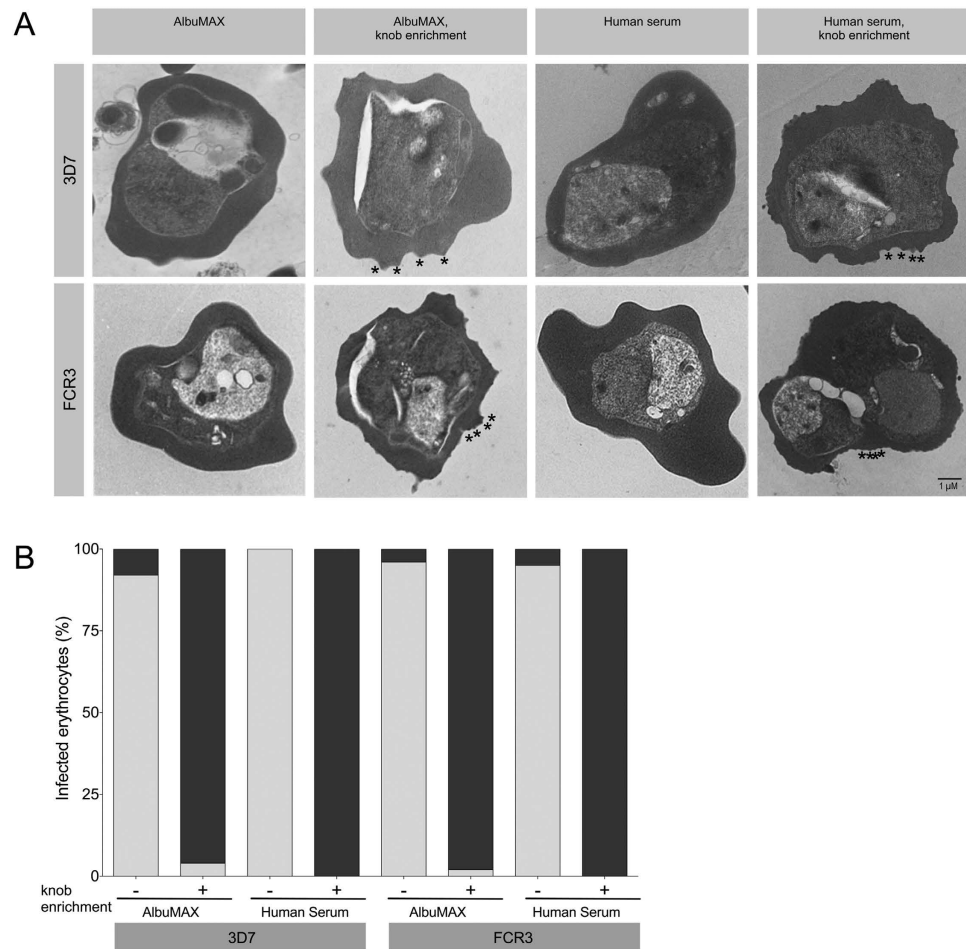 A
AlbuMAX
AlbuMAX,
knob enrichment
Human serum
Human serum,
knob enrichment
3D7
* * * *
* * **
FCR3
****
****
1 µM
B
Infected erythrocytes (%)
100
75
50
25
0
knob
enrichment
- + - + - + - +
AlbuMAX Human Serum AlbuMAX Human Serum
3D7 FCR3